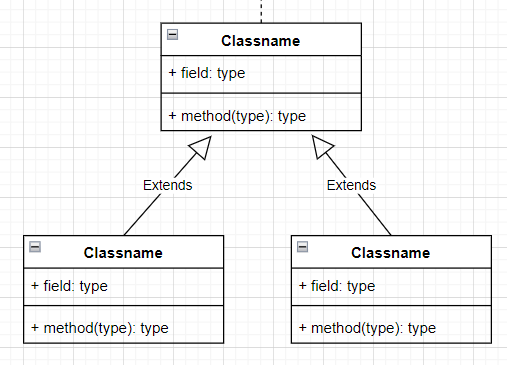 Classname
+ field: type
+ method(type): type
Extends
Extends
Classname
+ field: type
+ method(type): type
Classname
+ field: type
+ method(type): type